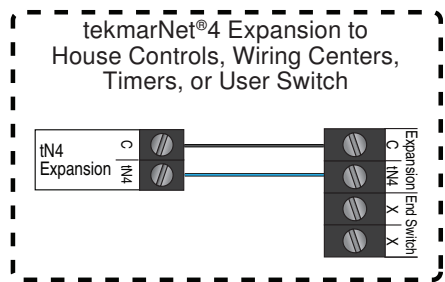 tekmarNet®4 Expansion to
House Controls, Wiring Centers,
Timers, or User Switch
tN4
Expansion
C
tN4
C
tN4
X
X
Expansion
End Switch